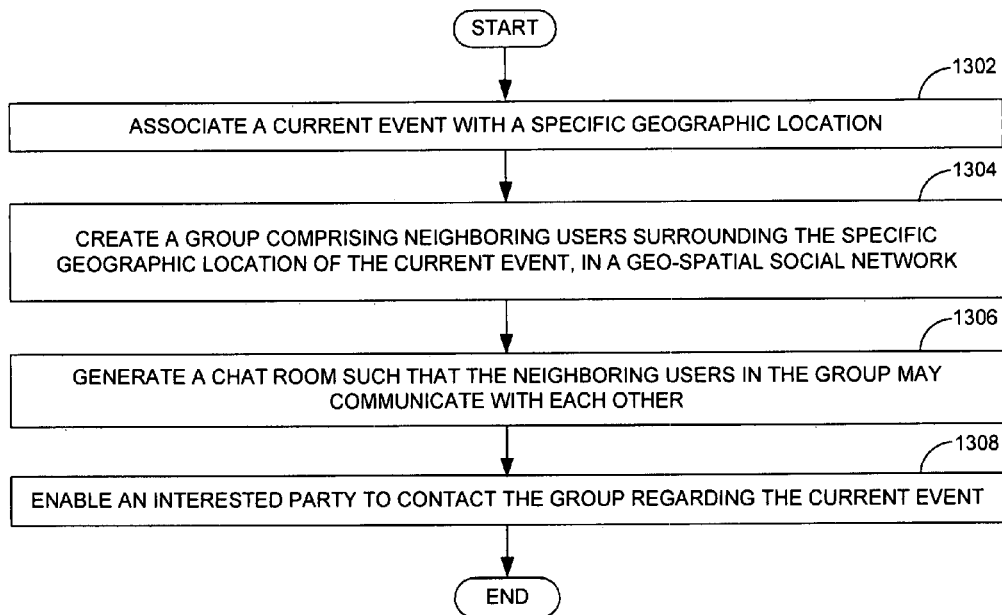 START
1302
ASSOCIATE A CURRENT EVENT WITH A SPECIFIC GEOGRAPHIC LOCATION
1304
CREATE A GROUP COMPRISING NEIGHBORING USERS SURROUNDING THE SPECIFIC
GEOGRAPHIC LOCATION OF THE CURRENT EVENT, IN A GEO-SPATIAL SOCIAL NETWORK
1306
GENERATE A CHAT ROOM SUCH THAT THE NEIGHBORING USERS IN THE GROUP MAY
COMMUNICATE WITH EACH OTHER
1308
ENABLE AN INTERESTED PARTY TO CONTACT THE GROUP REGARDING THE CURRENT EVENT
END